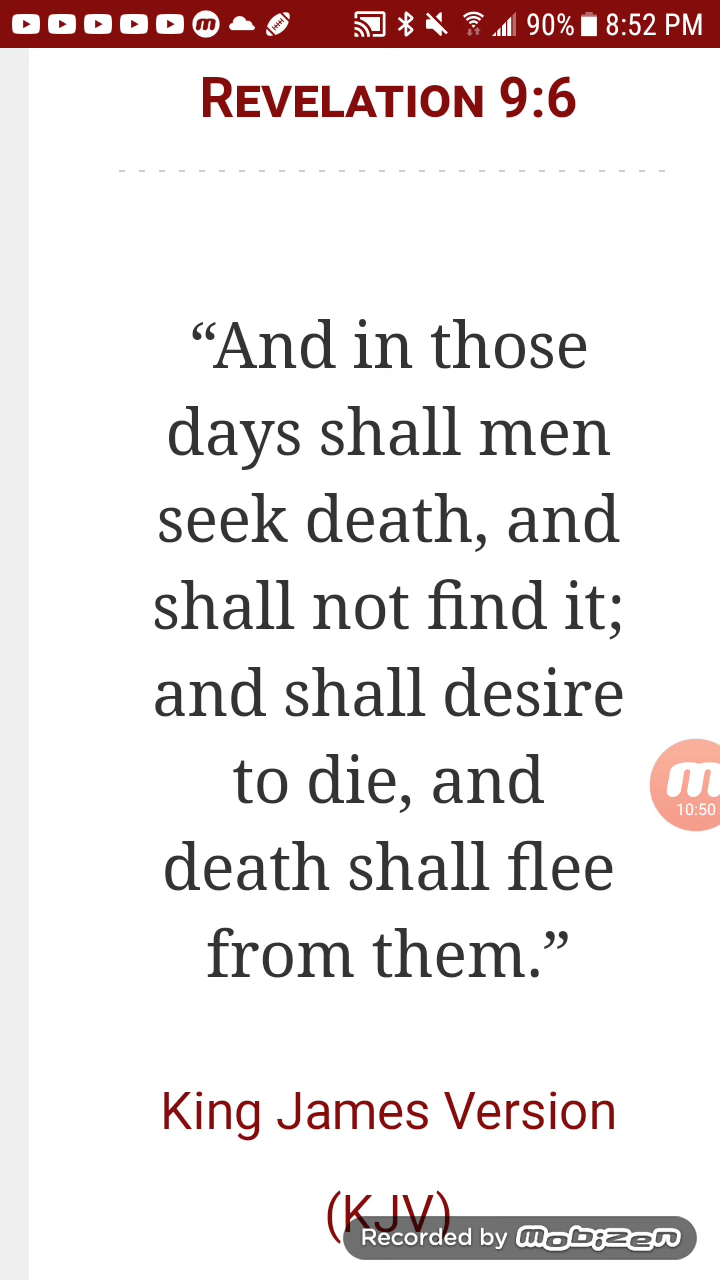 90% 8:52 PM
REVELATION 9:6
“And in those
days shall men
seek death, and
shall not find it;
and shall desire
to die, and
death shall flee
from them.”
m
10:50
King James Version
(KJV)
Recorded by mobizen